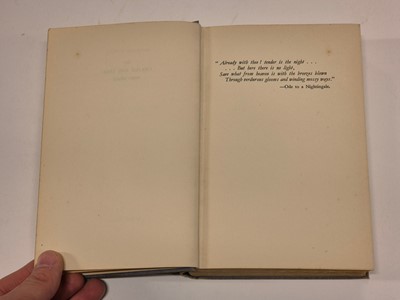 "Already with thee! tender is the night . . .
. . . But here there is no light,
Save what from heaven is with the breezes blown
Through verdurous glooms and winding mossy ways."
—Ode to a Nightingale.